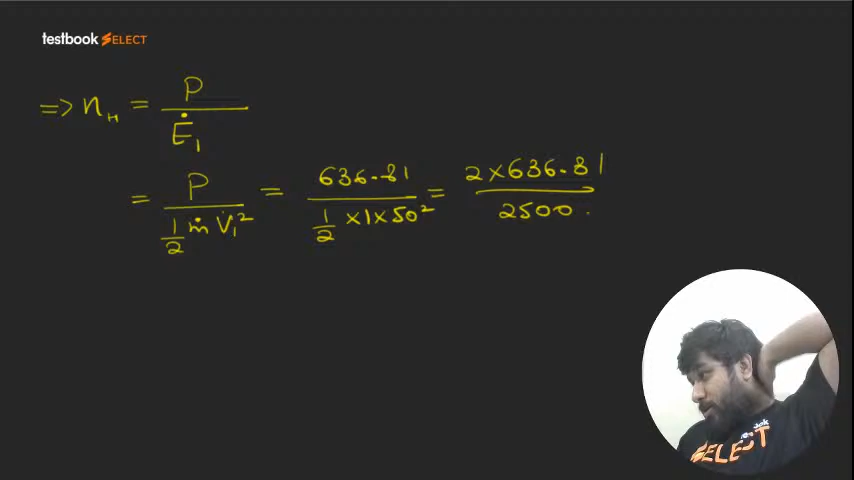 testbook SELECT
=> η_H = P / Ė₁
= P / (1/2 ṁ V₁²) = 636.81 / (1/2 × 1 × 50²) = 2×636.81 / 2500.
SELECT